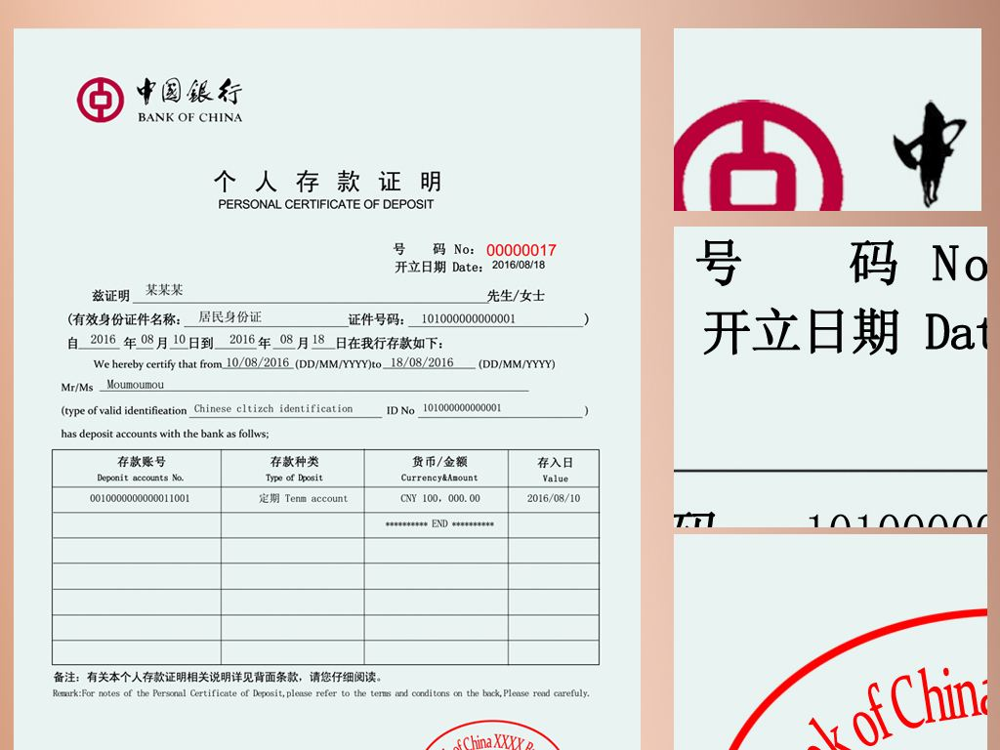 中国銀行
BANK OF CHINA
个人存款证明
PERSONAL CERTIFICATE OF DEPOSIT
号 码 No: 00000017
开立日期 Date: 2016/08/18
兹证明 某某某 先生/女士
(有效身份证件名称: 居民身份证 证件号码: 101000000000001 )
自 2016 年 08 月 10 日到 2016 年 08 月 18 日在我行存款如下:
We hereby certify that from 10/08/2016 (DD/MM/YYYY)to 18/08/2016 (DD/MM/YYYY)
Mr/Ms Moumoumou
(type of valid identifieation Chinese cltizch identification ID No 101000000000001 )
has deposit accounts with the bank as follws;
存款账号 存款种类 货币/金额 存入日
Deponit accounts No. Type of Dposit Currency&Amount Value
0010000000000011001 定期 Tenm account CNY 100，000.00 2016/08/10
********** END **********
备注：有关本个人存款证明相关说明详见背面条款，请您仔细阅读。
Remark:For notes of the Personal Certificate of Deposit,please refer to the terms and conditons on the back,Please read carefuly.
of China XXXX
中
号 码 No
开立日期 Dat
码 1010000
k of China